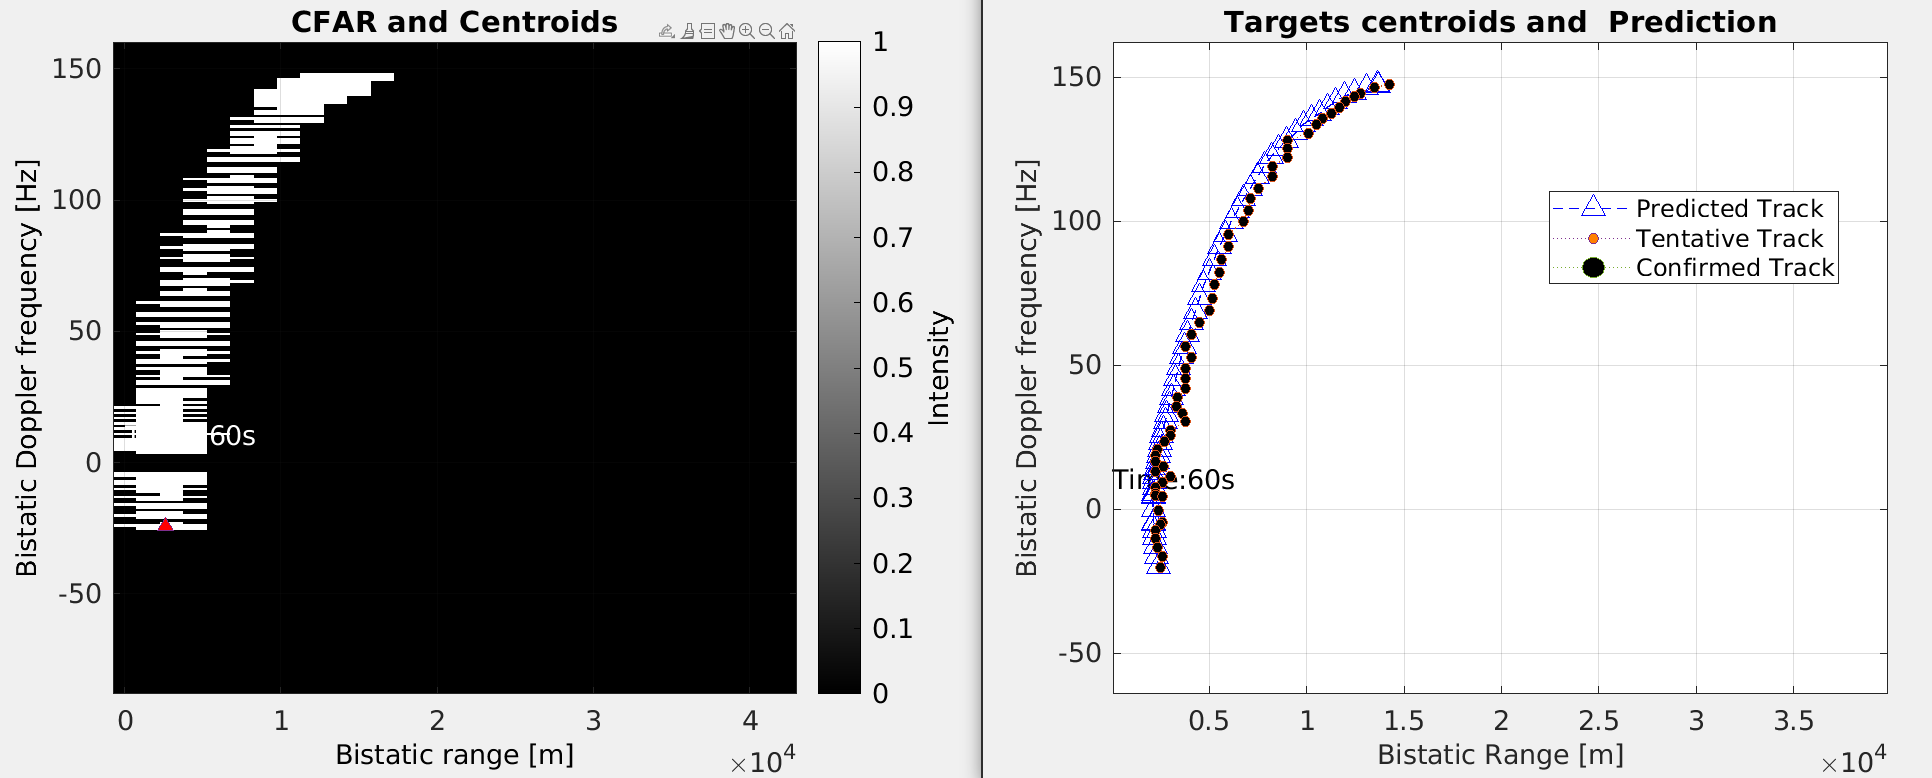 CFAR and Centroids
150
100
50
0
-50
Bistatic Doppler frequency [Hz]
60s
0
1
2
3
4
×10^4
Bistatic range [m]
1
0.9
0.8
0.7
0.6
0.5
0.4
0.3
0.2
0.1
0
Intensity
Targets centroids and Prediction
150
100
50
0
-50
Bistatic Doppler frequency [Hz]
Predicted Track
Tentative Track
Confirmed Track
Time:60s
0.5
1
1.5
2
2.5
3
3.5
×10^4
Bistatic Range [m]